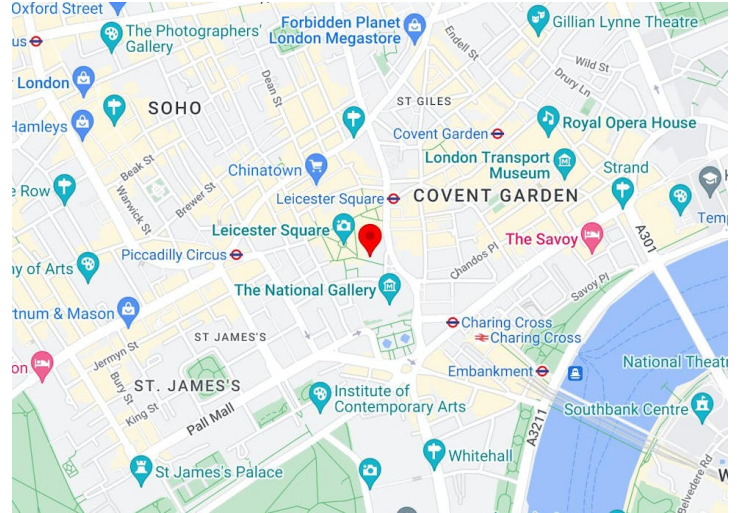 Oxford Street
us
The Photographers'
Gallery
Forbidden Planet
London Megastore
Gillian Lynne Theatre
Endell St
Wild St
Drury Ln
London
Dean St
SOHO
ST GILES
Hamleys
Covent Garden
Royal Opera House
Beak St
Chinatown
London Transport
Museum
Strand
e Row
Warwick St
Brewer St
Leicester Square
COVENT GARDEN
Temp
Leicester Square
The Savoy
A301
Piccadilly Circus
Chandos Pl
ny of Arts
The National Gallery
Savoy Pl
rtnum & Mason
ST JAMES'S
Charing Cross
Charing Cross
Jermyn St
National Theatr
on
Bury St
ST. JAMES'S
Embankment
King St
Pall Mall
Institute of
Contemporary Arts
Southbank Centre
A3211
Whitehall
Belvedere Rd
St James's Palace
W